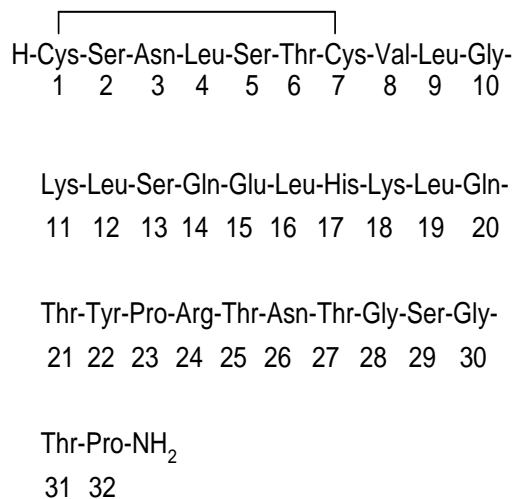 H-Cys-Ser-Asn-Leu-Ser-Thr-Cys-Val-Leu-Gly-
1 2 3 4 5 6 7 8 9 10
Lys-Leu-Ser-Gln-Glu-Leu-His-Lys-Leu-Gln-
11 12 13 14 15 16 17 18 19 20
Thr-Tyr-Pro-Arg-Thr-Asn-Thr-Gly-Ser-Gly-
21 22 23 24 25 26 27 28 29 30
Thr-Pro-NH₂
31 32